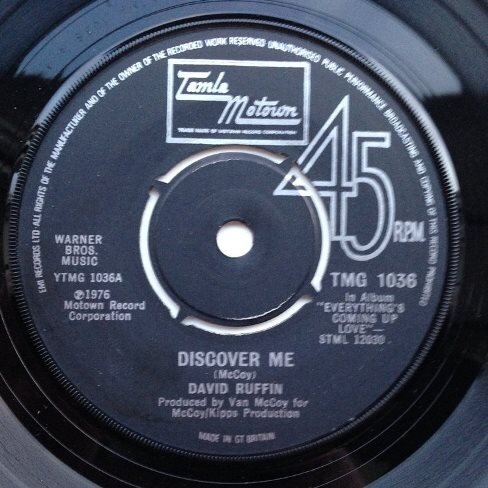 EMI RECORDS LTD·ALL RIGHTS OF THE MANUFACTURER AND OF THE OWNER OF THE RECORDED WORK RESERVED UNAUTHORISED PUBLIC PERFORMANCE BROADCASTING AND COPYING OF THIS RECORD PROHIBITED
Tamla
Motown
TRADE MARK OF MOTOWN RECORD CORPORATION
45
RPM
WARNER
BROS.
MUSIC
YTMG 1036A
℗1976
Motown Record
Corporation
TMG 1036
In Album
"EVERYTHING'S
COMING UP
LOVE"—
STML 12030
DISCOVER ME
(McCoy)
DAVID RUFFIN
Produced by Van McCoy for
McCoy/Kipps Production
MADE IN GT BRITAIN